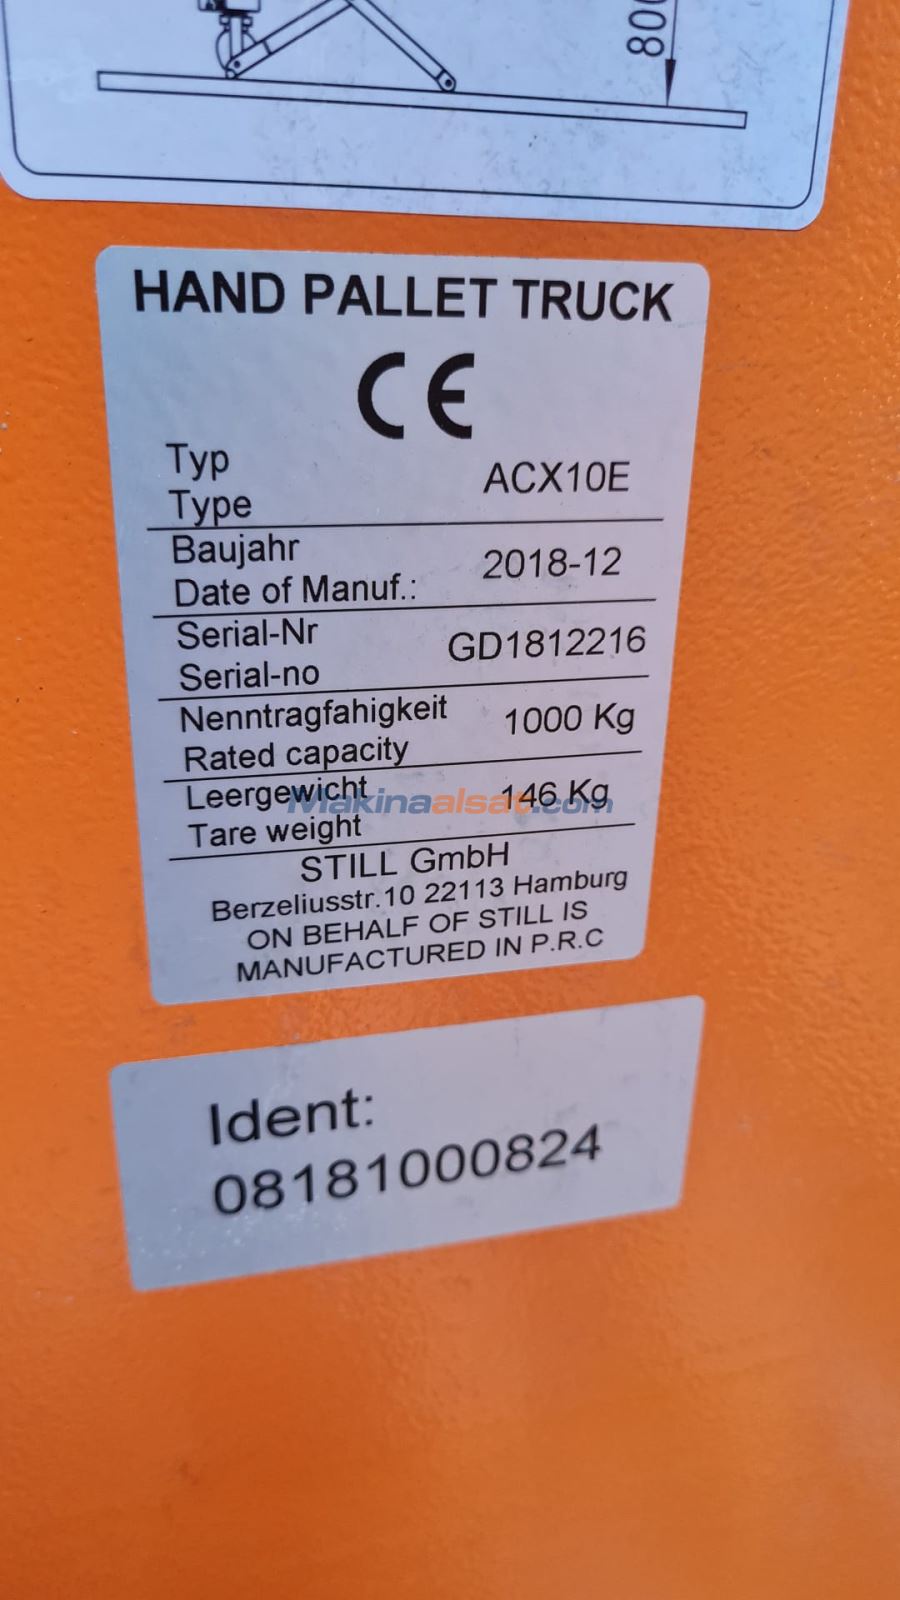 800
HAND PALLET TRUCK
CE
Typ
Type
ACX10E
Baujahr
Date of Manuf.:
2018-12
Serial-Nr
Serial-no
GD1812216
Nenntragfahigkeit
Rated capacity
1000 Kg
Leergewicht
Tare weight
146 Kg
Makinaalsat.com
STILL GmbH
Berzeliusstr.10 22113 Hamburg
ON BEHALF OF STILL IS
MANUFACTURED IN P.R.C
Ident:
08181000824